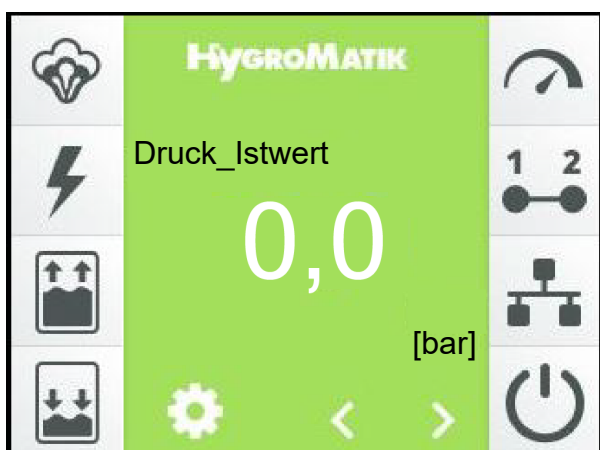 HYGROMATIK
Druck_Istwert
1 2
0,0
[bar]